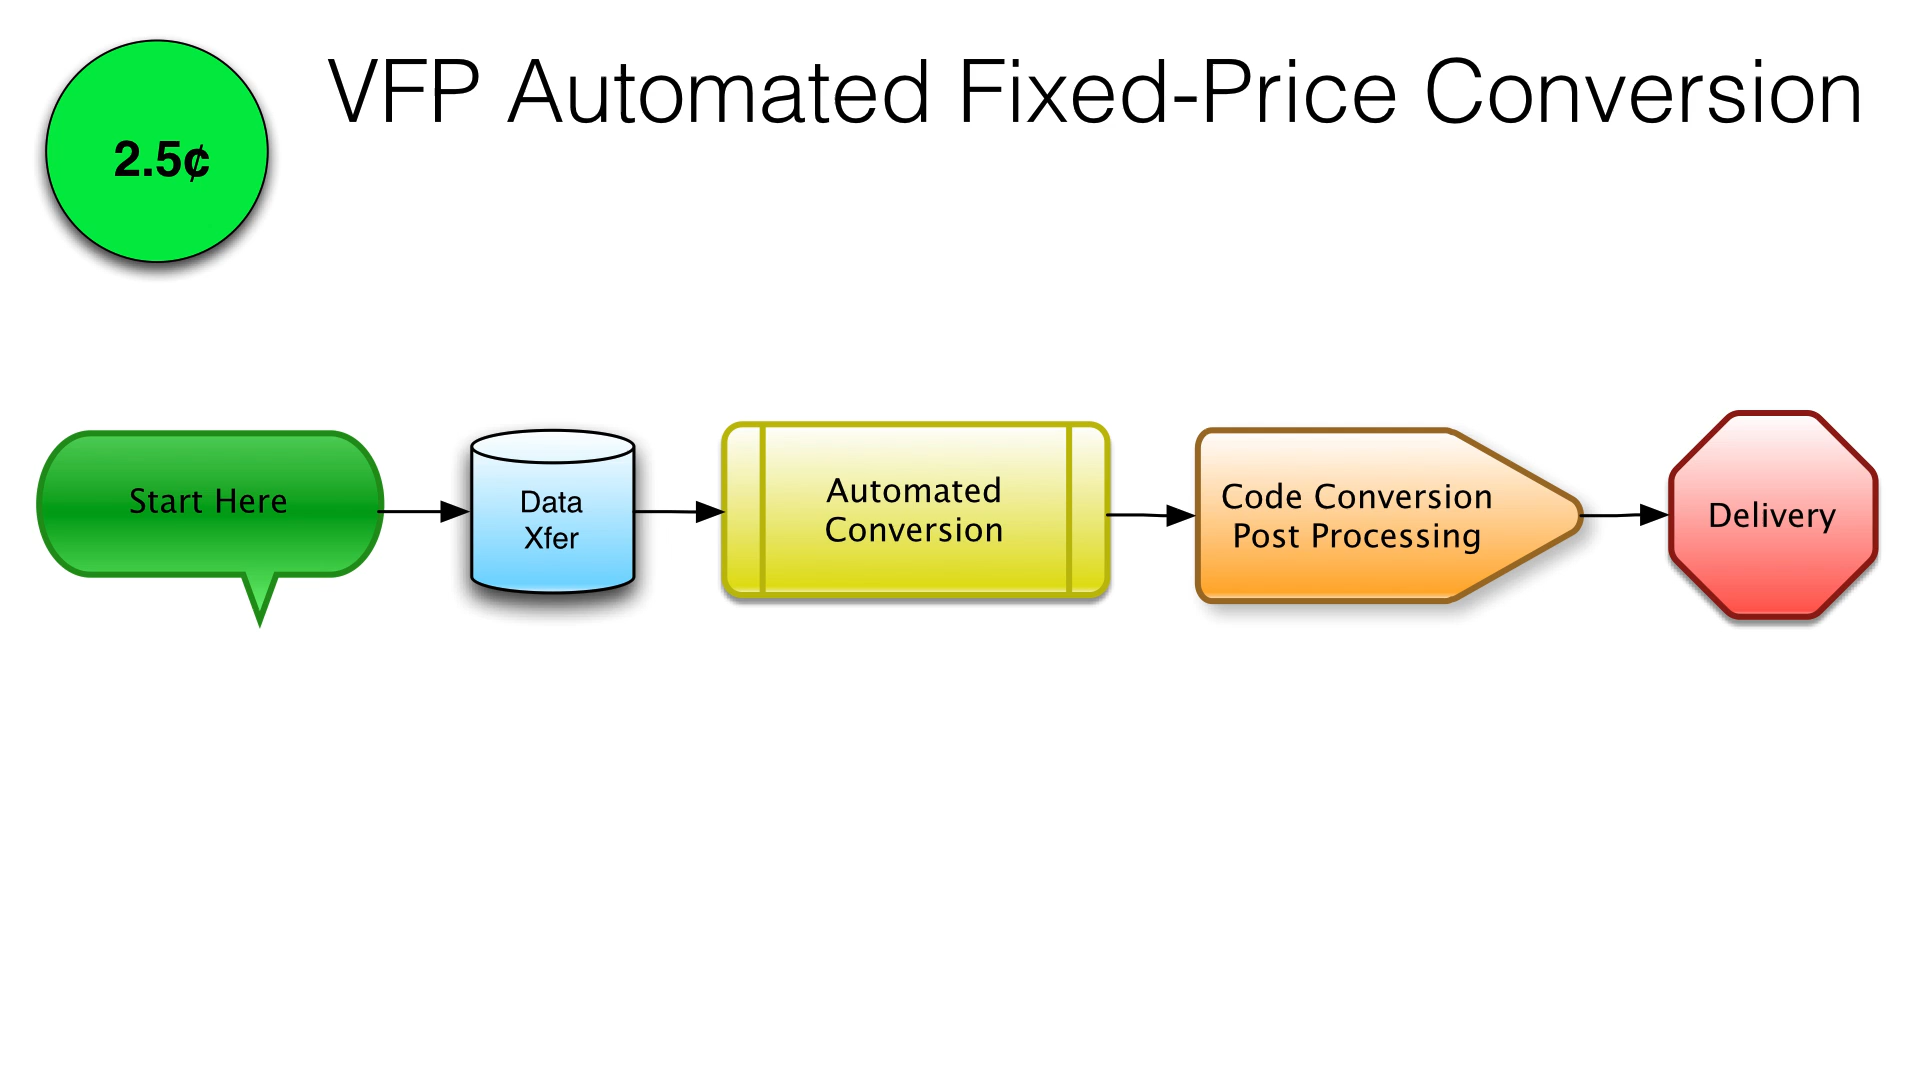 VFP Automated Fixed-Price Conversion
2.5¢
Start Here
Data
Xfer
Automated
Conversion
Code Conversion
Post Processing
Delivery